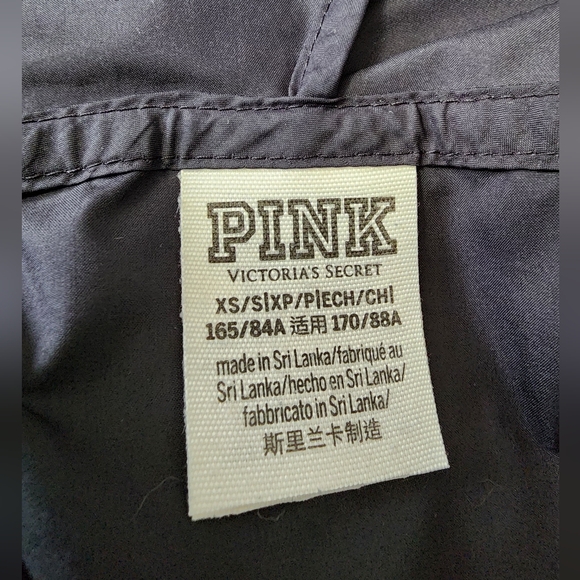 PINK
VICTORIA'S SECRET
XS/S|XP/P|ECH/CH|
165/84A 适用 170/88A
made in Sri Lanka/fabriqué au
Sri Lanka/hecho en Sri Lanka/
fabbricato in Sri Lanka/
斯里兰卡制造